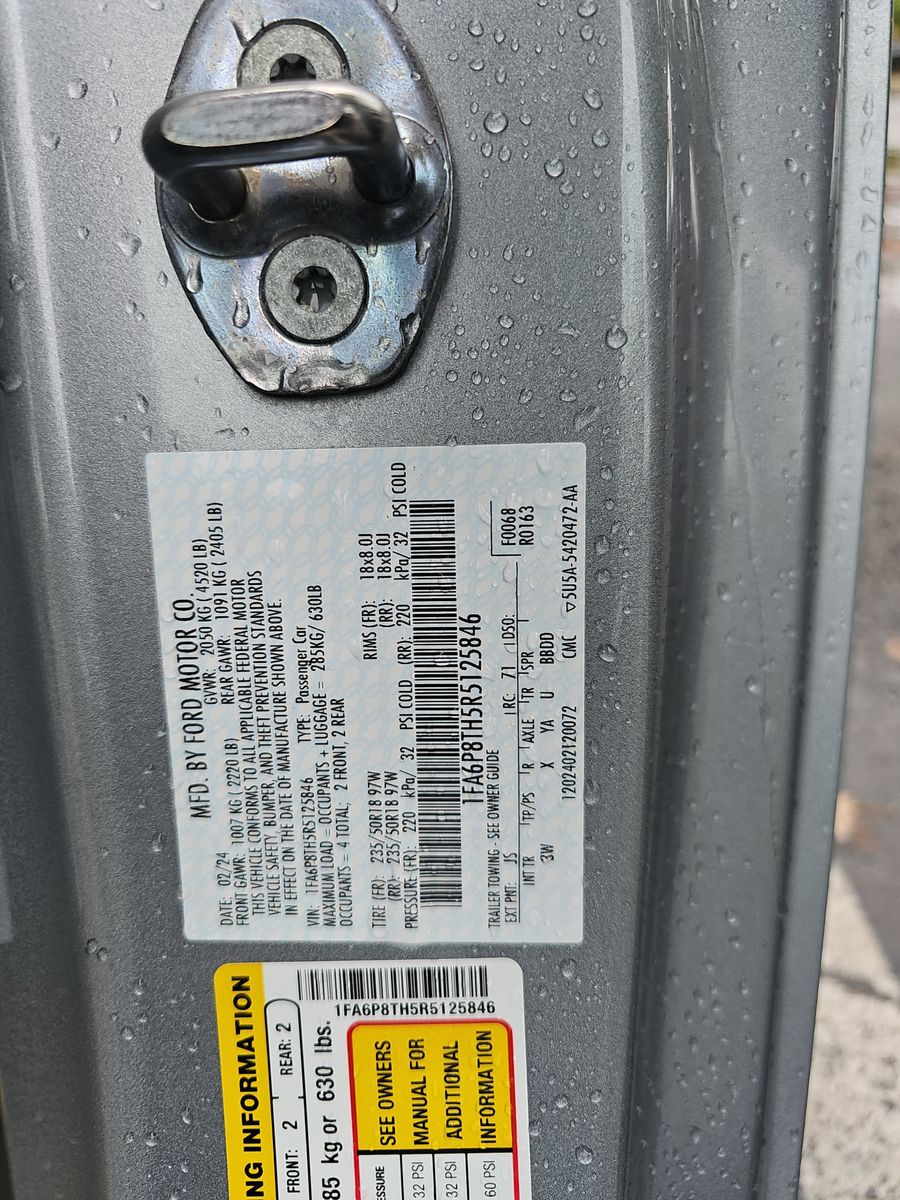 MFD. BY FORD MOTOR CO.
DATE: 02/24 GVWR: 2050 KG ( 4520 LB)
FRONT GAWR: 1007 KG ( 2220 LB) REAR GAWR: 1091 KG ( 2405 LB)
THIS VEHICLE CONFORMS TO ALL APPLICABLE FEDERAL MOTOR
VEHICLE SAFETY, BUMPER, AND THEFT PREVENTION STANDARDS
IN EFFECT ON THE DATE OF MANUFACTURE SHOWN ABOVE.
VIN: 1FA6P8TH5R5125846 TYPE: Passenger Car
MAXIMUM LOAD = OCCUPANTS + LUGGAGE = 285KG/ 630LB
OCCUPANTS = 4 TOTAL; 2 FRONT, 2 REAR
TIRE (FR): 235/50R18 97W RIMS (FR): 18x8.0J
(RR): 235/50R18 97W (RR): 18x8.0J
PRESSURE (FR): 220 kPa/ 32 PSI COLD (RR): 220 kPa/ 32 PSI COLD
1FA6P8TH5R5125846
TRAILER TOWING - SEE OWNER GUIDE
F0068
R0163
EXT PNT: JS RC: 71 DSO:
INT TR TP/PS R AXLE TR SPR
3W X YA U BBDD
1202402120072 CMC ▽5U5A-5420472-AA
1FA6P8TH5R5125846
NG INFORMATION
FRONT: 2 REAR: 2
85 kg or 630 lbs.
SEE OWNERS
MANUAL FOR
ADDITIONAL
INFORMATION
ESSURE
32 PSI
32 PSI
60 PSI